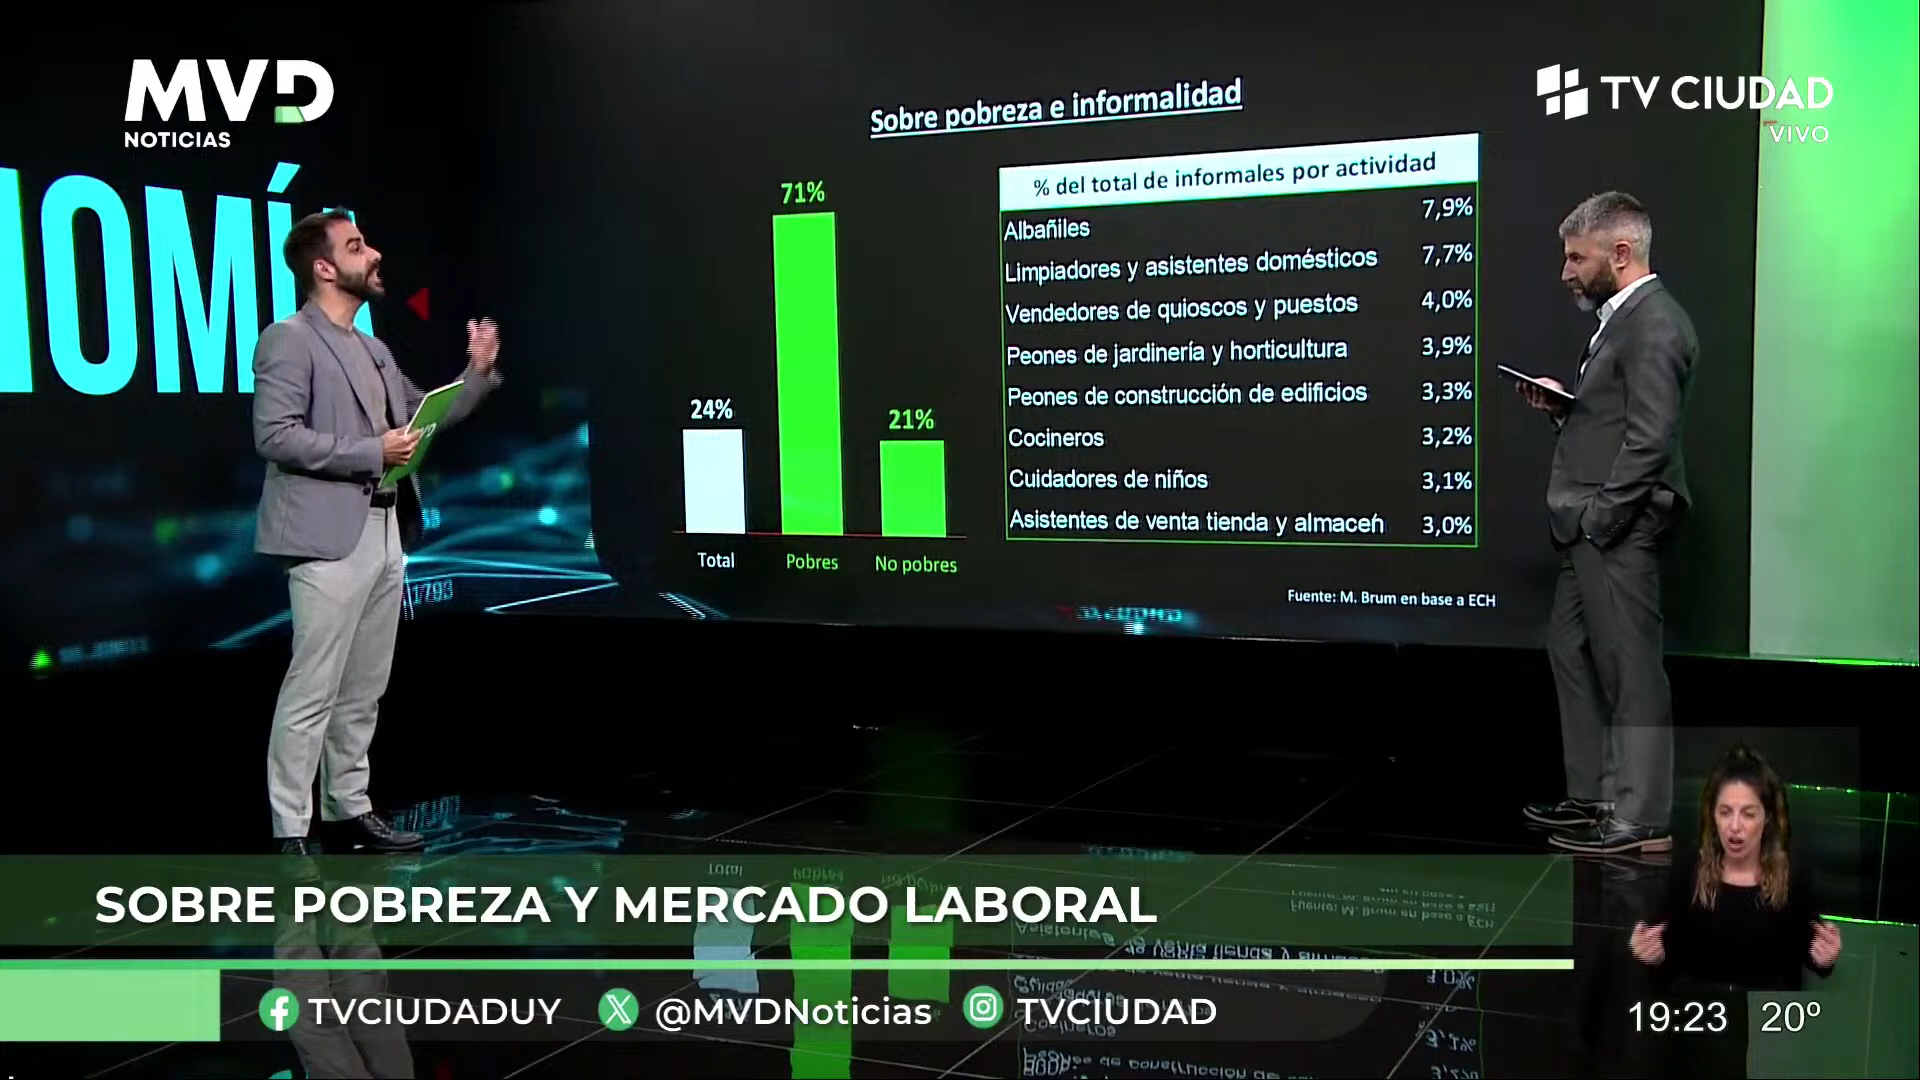 MVD
NOTICIAS
TV CIUDAD
VIVO
NOMÍ
Sobre pobreza e informalidad
71%
24%
21%
Total
Pobres
No pobres
% del total de informales por actividad
Albañiles 7,9%
Limpiadores y asistentes domésticos 7,7%
Vendedores de quioscos y puestos 4,0%
Peones de jardinería y horticultura 3,9%
Peones de construcción de edificios 3,3%
Cocineros 3,2%
Cuidadores de niños 3,1%
Asistentes de venta tienda y almacén 3,0%
Fuente: M. Brum en base a ECH
SOBRE POBREZA Y MERCADO LABORAL
TVCIUDADUY @MVDNoticias TVCIUDAD
19:23 20º